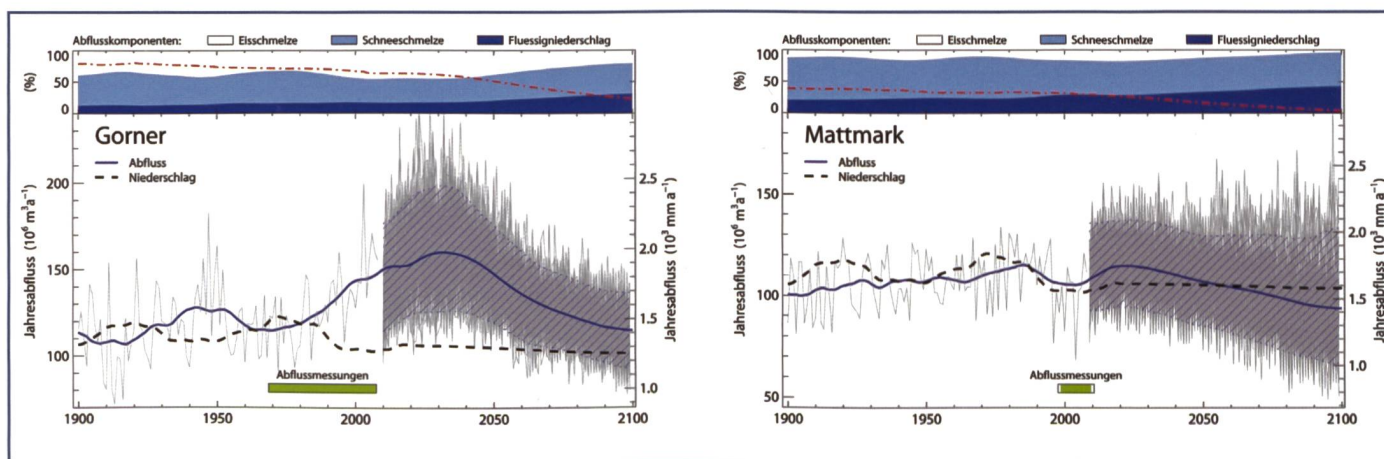 Abflusskomponenten: Eisschmelze Schneeschmelze Fluessigniederschlag
100
50
0
(%)
Gorner
Abfluss
Niederschlag
200
150
100
Jahresabfluss (10⁶ m³a⁻¹)
2.5
2.0
1.5
1.0
Jahresabfluss (10³ mm a⁻¹)
Abflussmessungen
1900 1950 2000 2050 2100
Abflusskomponenten: Eisschmelze Schneeschmelze Fluessigniederschlag
100
50
0
(%)
Mattmark
Abfluss
Niederschlag
150
100
50
Jahresabfluss (10⁶ m³a⁻¹)
2.5
2.0
1.5
1.0
Jahresabfluss (10³ mm a⁻¹)
Abflussmessungen
1900 1950 2000 2050 2100